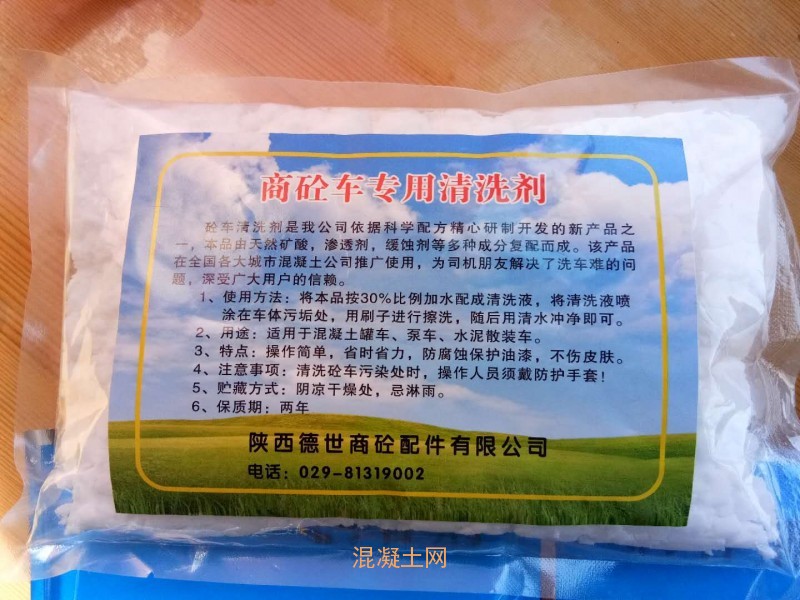 商砼车专用清洗剂
砼车清洗剂是我公司依据科学配方精心研制开发的新产品之
一，本品由天然矿酸，渗透剂，缓蚀剂等多种成分复配而成。该产品
在全国各大城市混凝土公司推广使用，为司机朋友解决了洗车难的问
题，深受广大用户的信赖。
1、使用方法：将本品按30%比例加水配成清洗液，将清洗液喷
涂在车体污垢处，用刷子进行擦洗，随后用清水冲净即可。
2、用途：适用于混凝土罐车、泵车、水泥散装车。
3、特点：操作简单，省时省力，防腐蚀保护油漆，不伤皮肤。
4、注意事项：清洗砼车污染处时，操作人员须戴防护手套！
5、贮藏方式：阴凉干燥处，忌淋雨。
6、保质期：两年
陕西德世商砼配件有限公司
电话：029-81319002
混凝土网